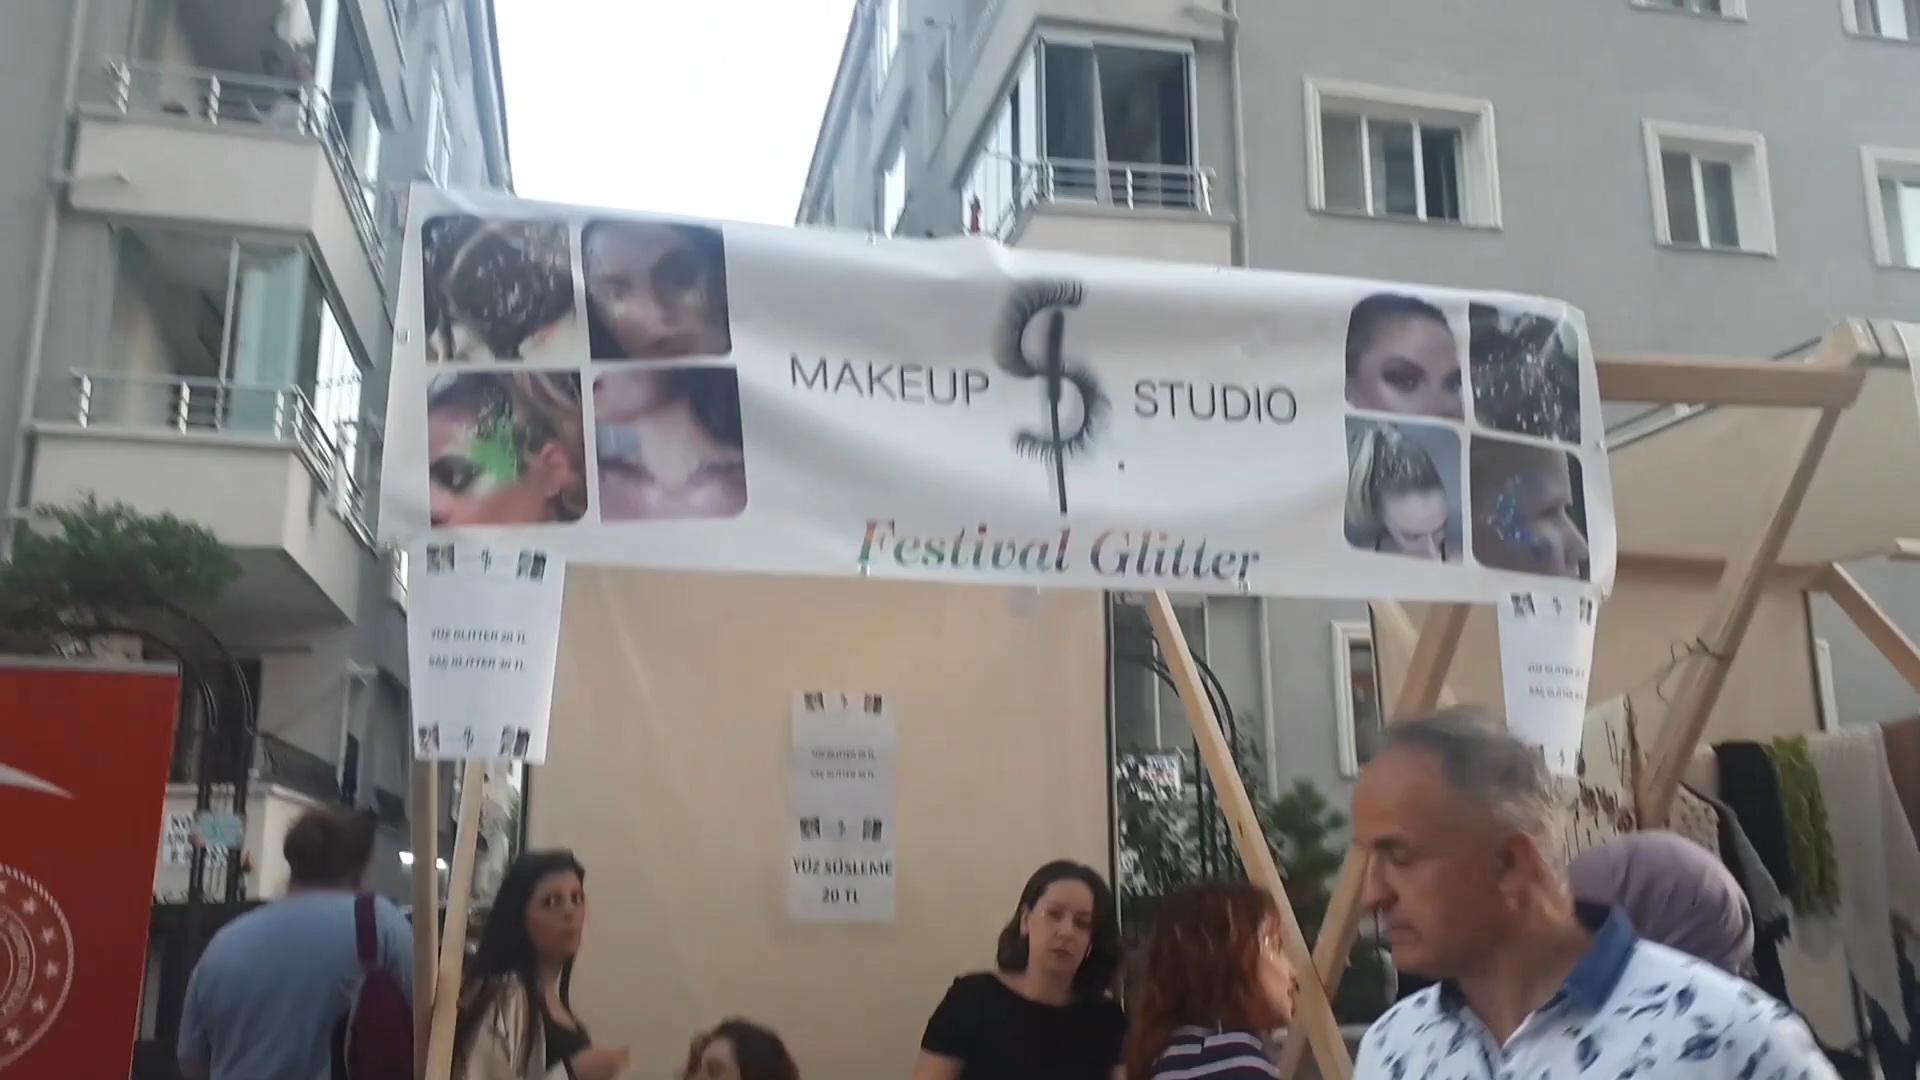 MAKEUP STUDIO
Festival Glitter
YÜZ GLITTER 20 TL
SAÇ GLITTER 30 TL
YÜZ SÜSLEME
20 TL